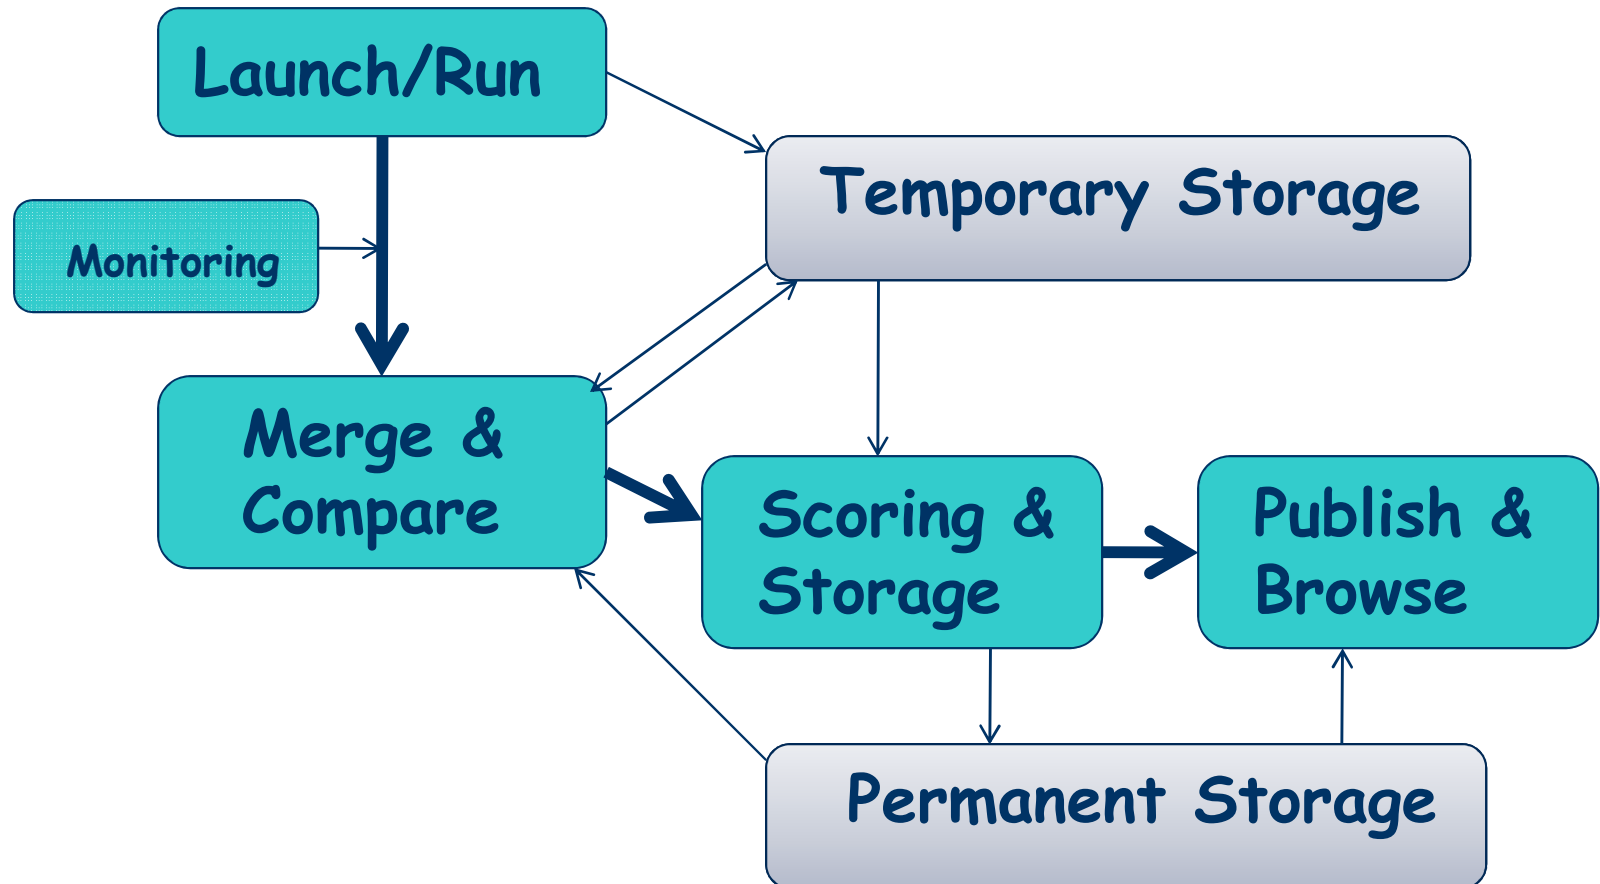 Launch/Run
Temporary Storage
Monitoring
Merge &
Compare
Scoring &
Storage
Publish &
Browse
Permanent Storage